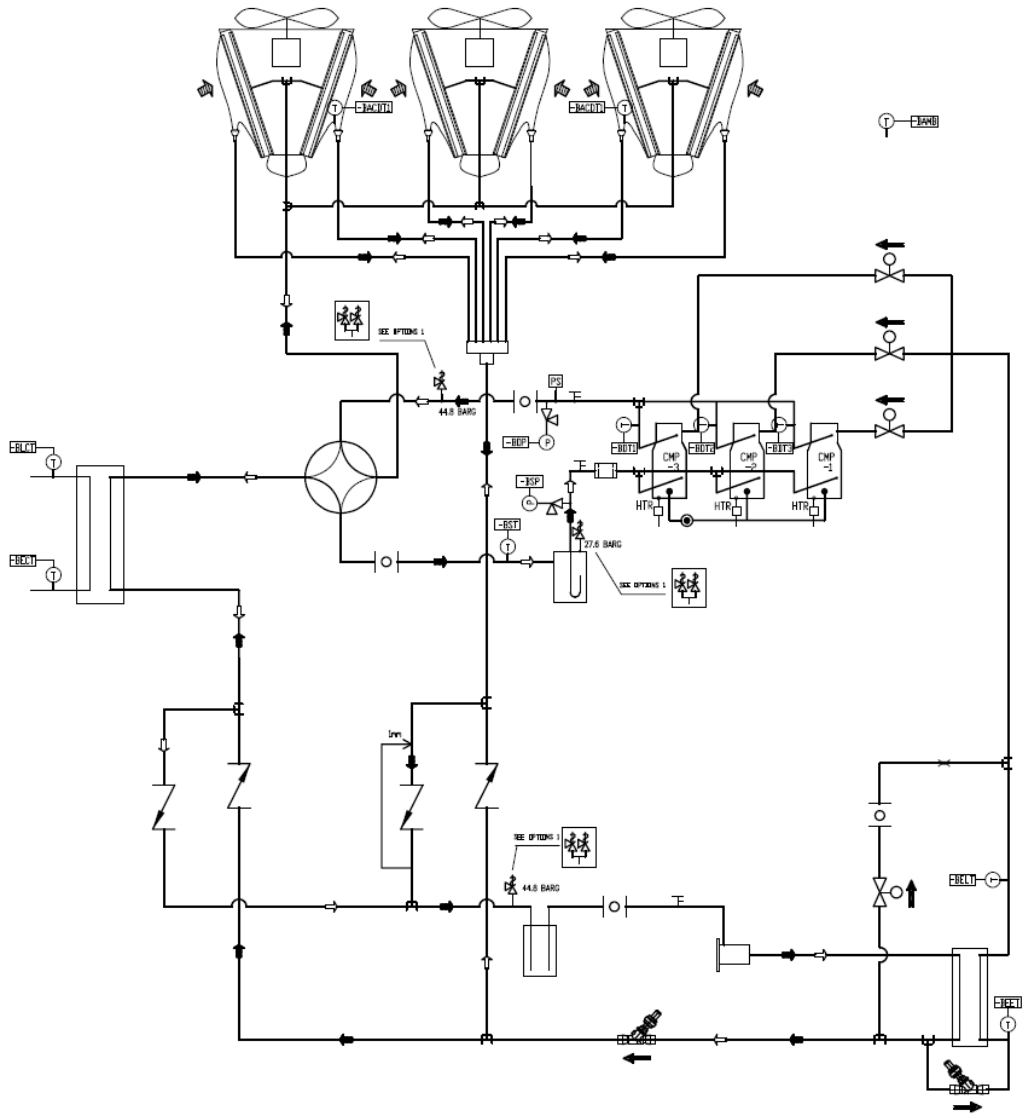 -BACDT1
-BACDT1
-BAMB
SEE OPTIONS 1
44.8 BARG
PS
-BDP
P
-BDT1
-BDT2
-BDT3
CMP
-3
CMP
-2
CMP
-1
HTR
HTR
HTR
-BLCT
T
-BSP
P
-BST
T
27.6 BARG
SEE OPTIONS 1
-BECT
T
1mm
SEE OPTIONS 1
44.8 BARG
-BELT
T
-BEET
T